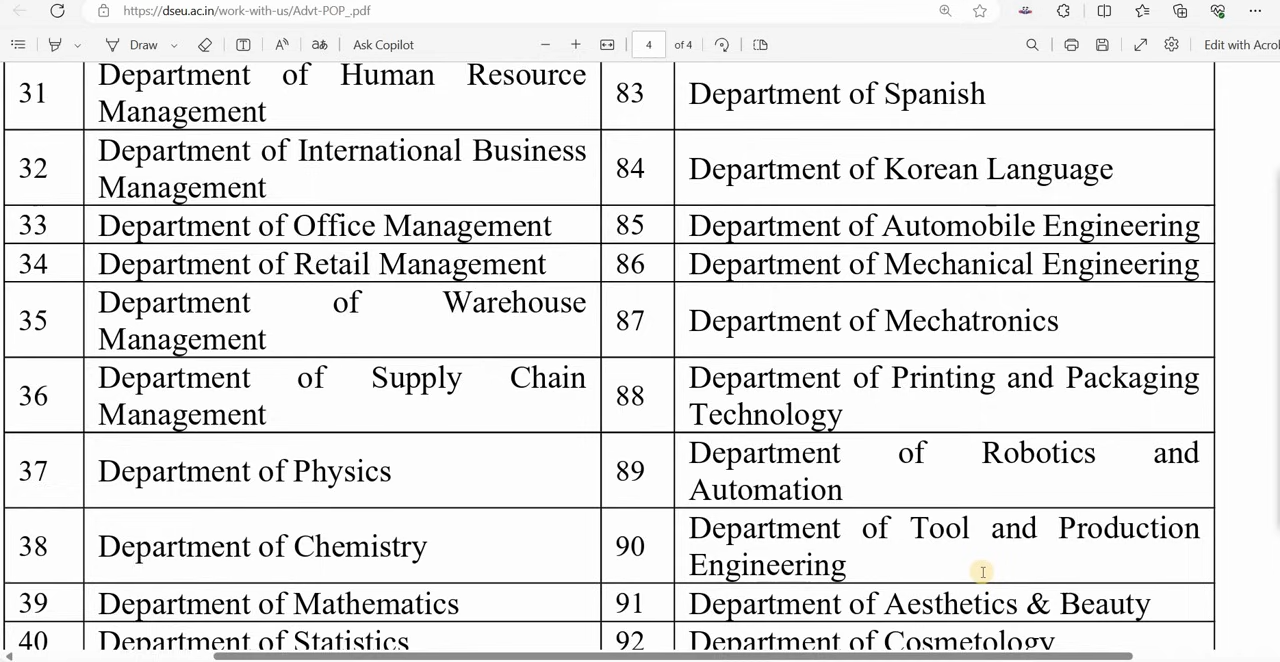 https://dseu.ac.in/work-with-us/Advt-POP_.pdf
Draw
aあ
Ask Copilot
4
of 4
Edit with Acro
31
Department of Human Resource
Management
83
Department of Spanish
32
Department of International Business
Management
84
Department of Korean Language
33
Department of Office Management
85
Department of Automobile Engineering
34
Department of Retail Management
86
Department of Mechanical Engineering
35
Department of Warehouse
Management
87
Department of Mechatronics
36
Department of Supply Chain
Management
88
Department of Printing and Packaging
Technology
37
Department of Physics
89
Department of Robotics and
Automation
38
Department of Chemistry
90
Department of Tool and Production
Engineering
39
Department of Mathematics
91
Department of Aesthetics & Beauty
40
Department of Statistics
92
Department of Cosmetology